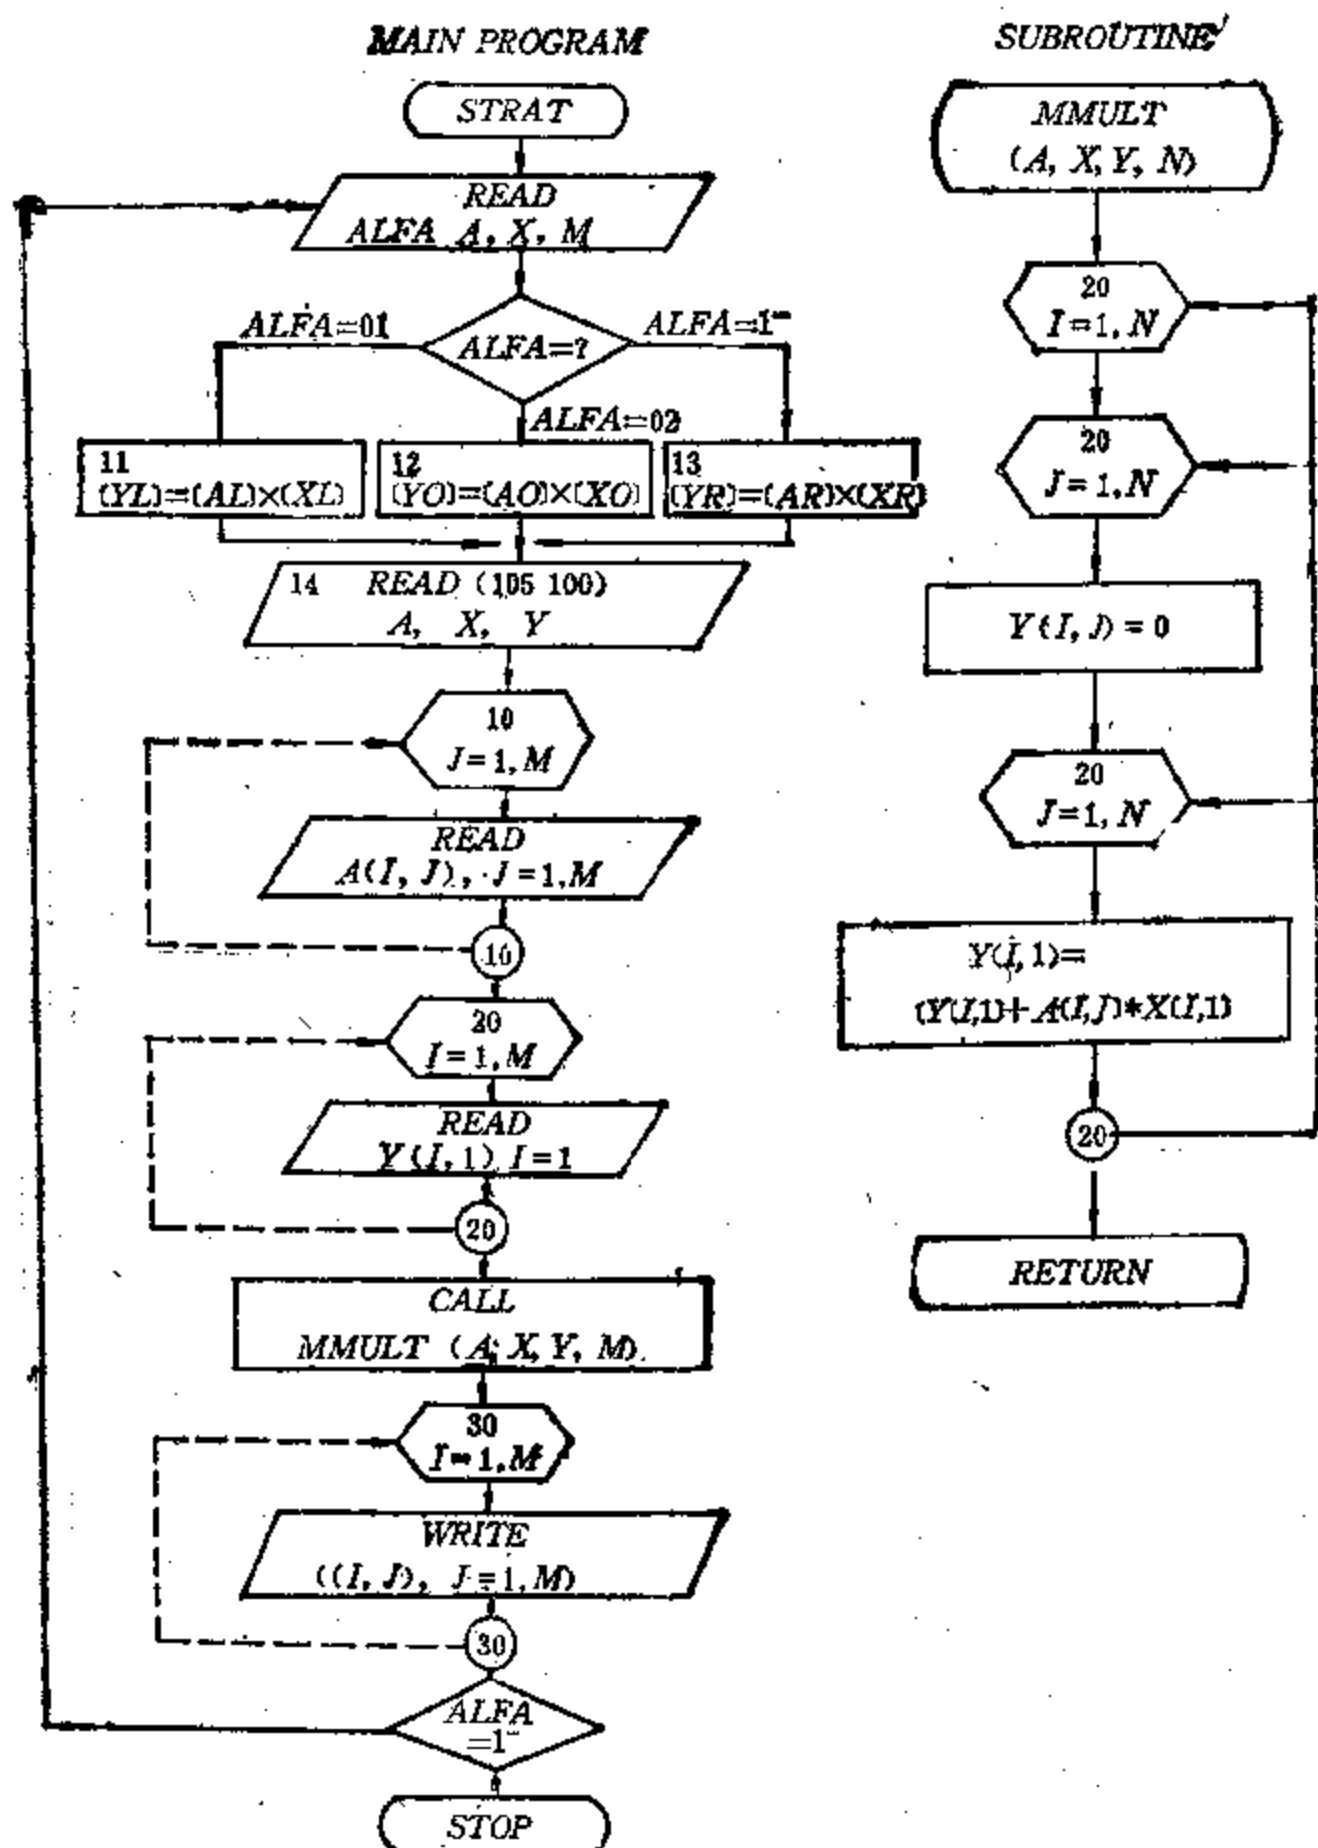 MAIN PROGRAM
STRAT
READ
ALFA A, X, M
ALFA=01
ALFA=?
ALFA=1-
ALFA=02
11
(YL)=(AL)×(XL)
12
(YO)=(AO)×(XO)
13
(YR)=(AR)×(XR)
14 READ (105 100)
A, X, Y
10
J=1, M
READ
A(I, J), J=1, M
10
20
I=1, M
READ
Y(I, 1) I=1
20
CALL
MMULT (A, X, Y, M)
30
I=1, M
WRITE
((I, J), J=1, M)
30
ALFA
=1-
STOP
SUBROUTINE
MMULT
(A, X, Y, N)
20
I=1, N
20
J=1, N
Y(I, J)=0
20
J=1, N
Y(I, 1)=
(Y(I,1)+A(I,J)*X(I,1)
20
RETURN